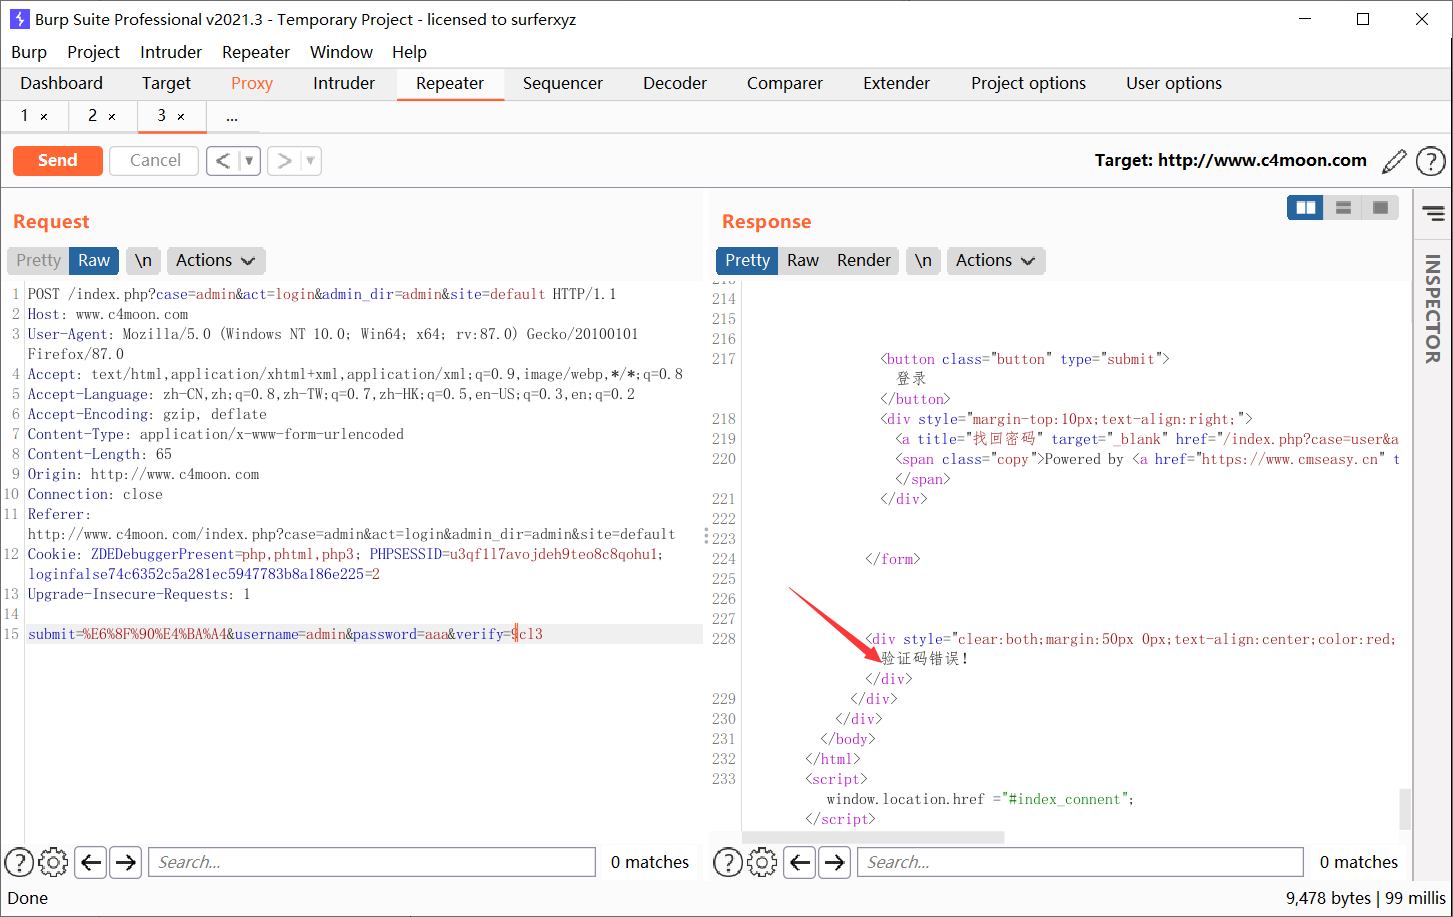 Burp Suite Professional v2021.3 - Temporary Project - licensed to surferxyz
Burp Project Intruder Repeater Window Help
Dashboard Target Proxy Intruder Repeater Sequencer Decoder Comparer Extender Project options User options
1 × 2 × 3 × ...
Send Cancel < >
Target: http://www.c4moon.com
Request
Pretty Raw \n Actions
1 POST /index.php?case=admin&act=login&admin_dir=admin&site=default HTTP/1.1
2 Host: www.c4moon.com
3 User-Agent: Mozilla/5.0 (Windows NT 10.0; Win64; x64; rv:87.0) Gecko/20100101
Firefox/87.0
4 Accept: text/html,application/xhtml+xml,application/xml;q=0.9,image/webp,*/*;q=0.8
5 Accept-Language: zh-CN,zh;q=0.8,zh-TW;q=0.7,zh-HK;q=0.5,en-US;q=0.3,en;q=0.2
6 Accept-Encoding: gzip, deflate
7 Content-Type: application/x-www-form-urlencoded
8 Content-Length: 65
9 Origin: http://www.c4moon.com
10 Connection: close
11 Referer:
http://www.c4moon.com/index.php?case=admin&act=login&admin_dir=admin&site=default
12 Cookie: ZDEDebuggerPresent=php,phtml,php3; PHPSESSID=u3qf1l7avojdeh9teo8c8qohu1;
loginfalse74c6352c5a281ec5947783b8a186e225=2
13 Upgrade-Insecure-Requests: 1
14
15 submit=%E6%8F%90%E4%BA%A4&username=admin&password=aaa&verify=9cl3
Search...
0 matches
Response
Pretty Raw Render \n Actions
INSPECTOR
214
215
216
217 <button class="button" type="submit">
登录
</button>
218 <div style="margin-top:10px;text-align:right;">
219 <a title="找回密码" target="_blank" href="/index.php?case=user&a
220 <span class="copy">Powered by <a href="https://www.cmseasy.cn" t
</span>
221 </div>
222
223
224 </form>
225
226
227
228 <div style="clear:both;margin:50px 0px;text-align:center;color:red;
验证码错误!
</div>
229 </div>
230 </div>
231 </body>
232 </html>
233 <script>
window.location.href ="#index_connent";
</script>
Search...
0 matches
Done
9,478 bytes | 99 millis